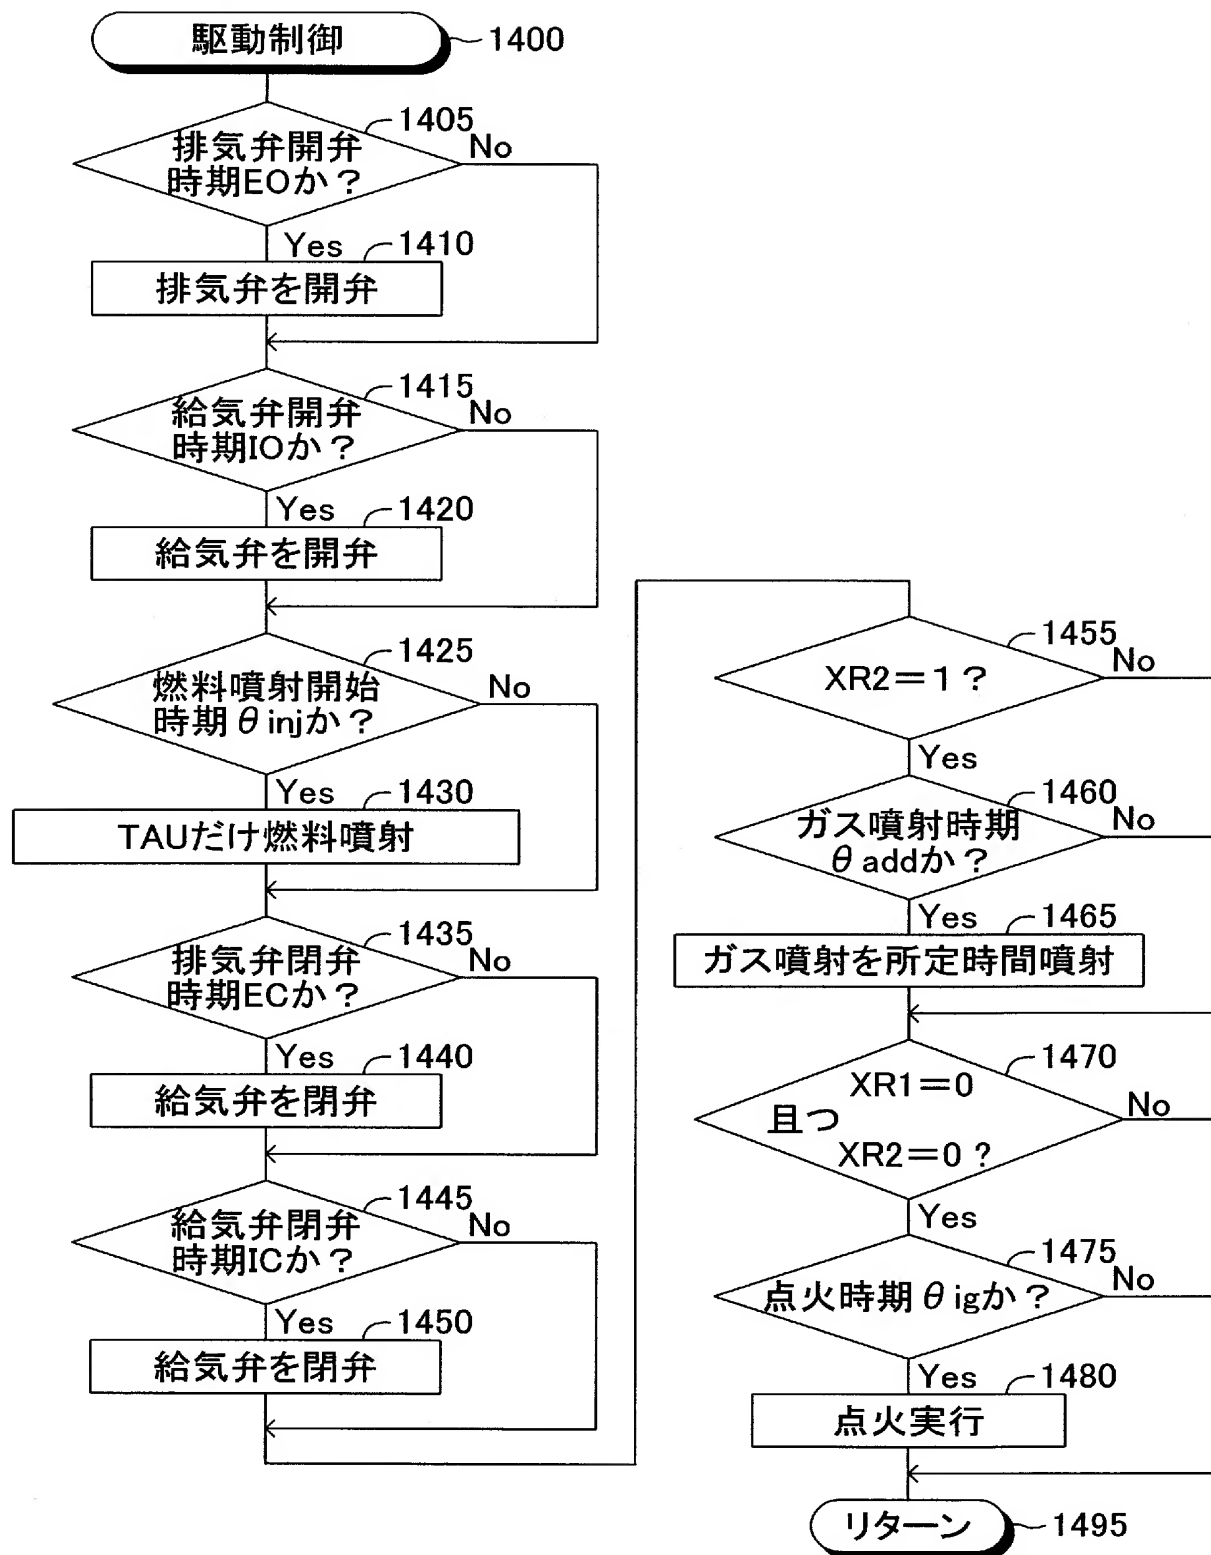 駆動制御
1400
1405
排気弁開弁
時期EOか？
No
Yes
1410
排気弁を開弁
1415
給気弁開弁
時期IOか？
No
Yes
1420
給気弁を開弁
1425
燃料噴射開始
時期θinjか？
No
Yes
1430
TAUだけ燃料噴射
1435
排気弁閉弁
時期ECか？
No
Yes
1440
給気弁を閉弁
1445
給気弁閉弁
時期ICか？
No
Yes
1450
給気弁を閉弁
1455
XR2＝1？
No
Yes
1460
ガス噴射時期
θaddか？
No
Yes
1465
ガス噴射を所定時間噴射
1470
XR1＝0
且つ
XR2＝0？
No
Yes
1475
点火時期θigか？
No
Yes
1480
点火実行
リターン
1495